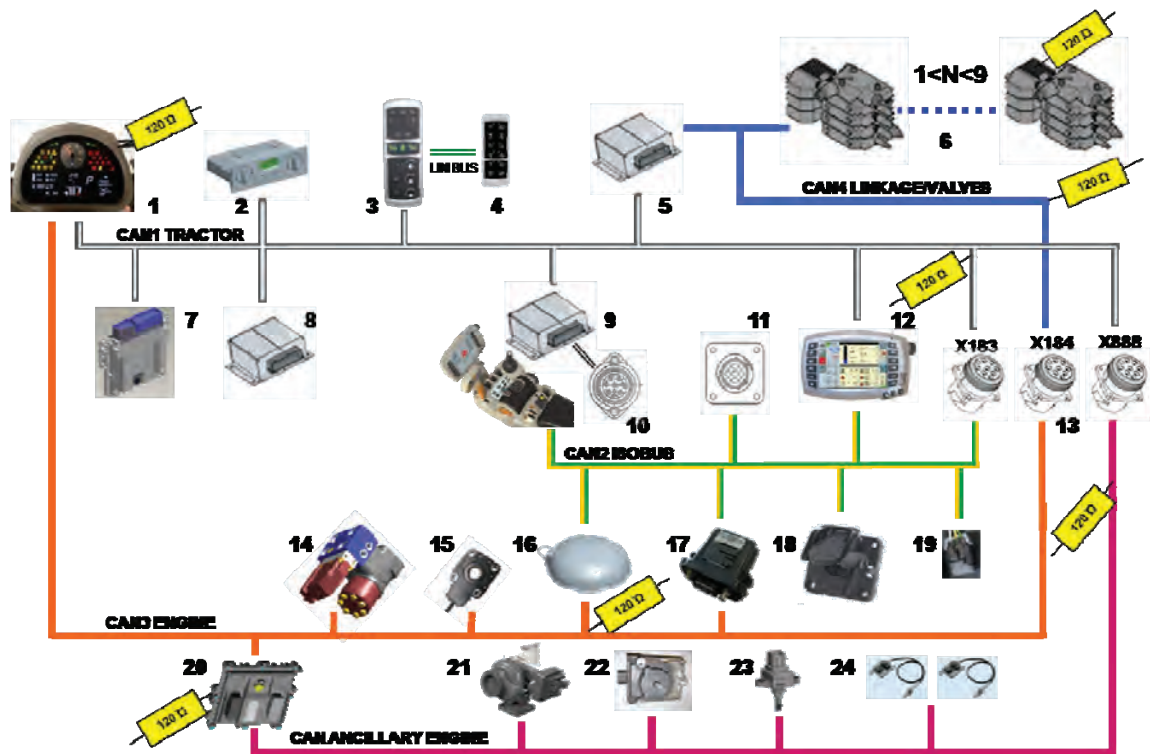 120 Ω
1<N<9
120 Ω
6
LIN BUS
1
2
3
4
5
CAN4 LINKAGE/VALVES
120 Ω
CAN1 TRACTOR
120 Ω
7
8
9
11
12
X183
X184
X888
10
13
CAN2 ISOBUS
120 Ω
14
15
16
17
18
19
120 Ω
CAN3 ENGINE
20
21
22
23
24
120 Ω
CAN ANCILLARY ENGINE